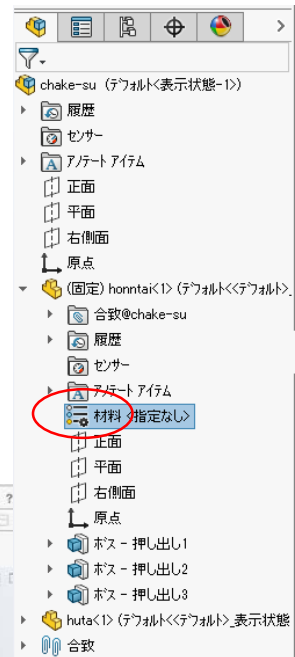 chake-su (デフォルト<表示状態-1>)
履歴
センサー
アノテート アイテム
正面
平面
右側面
原点
(固定) honntai<1> (デフォルト<<デフォルト>_
合致@chake-su
履歴
センサー
アノテート アイテム
材料 <指定なし>
正面
平面
右側面
原点
ボス - 押し出し1
ボス - 押し出し2
ボス - 押し出し3
huta<1> (デフォルト<<デフォルト>_表示状態
合致